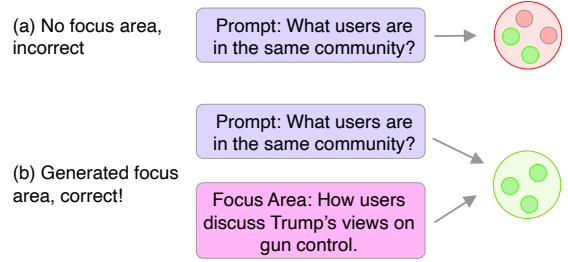 (a) No focus area,
incorrect
Prompt: What users are
in the same community?
Prompt: What users are
in the same community?
(b) Generated focus
area, correct!
Focus Area: How users
discuss Trump's views on
gun control.